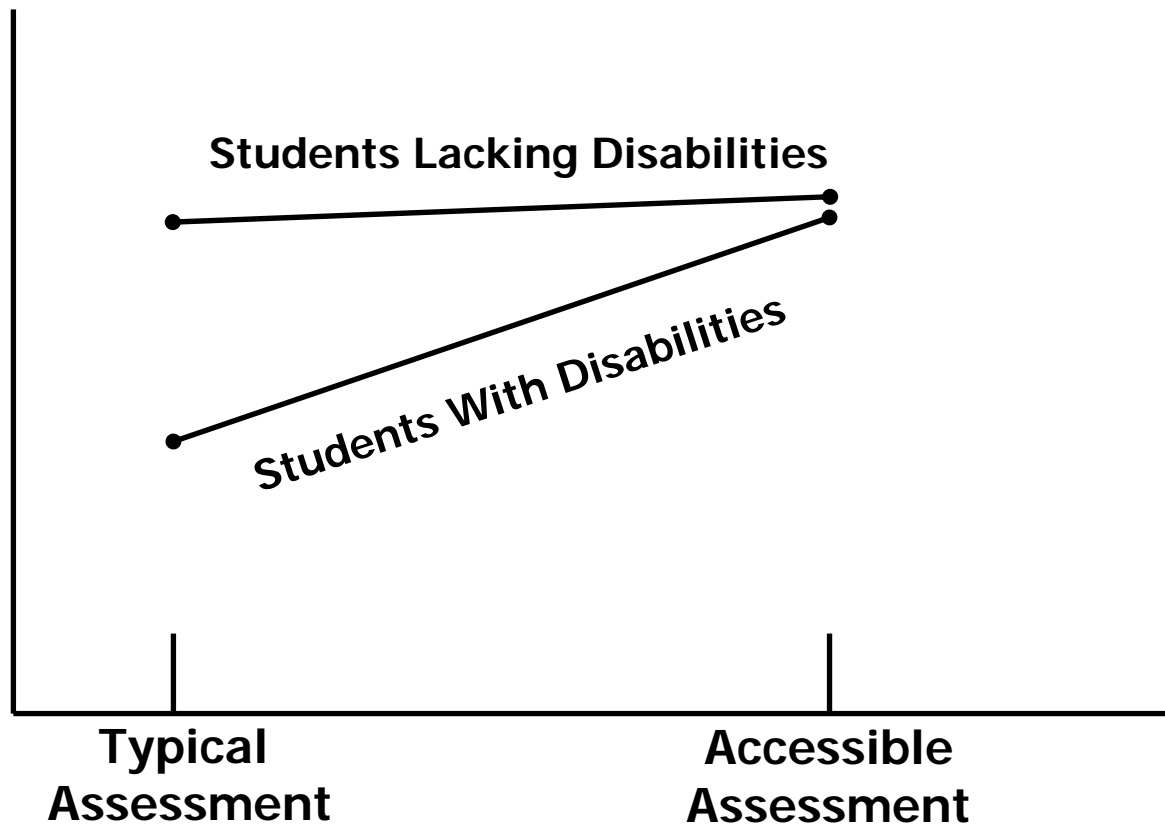 Students Lacking Disabilities
Students With Disabilities
Typical
Assessment
Accessible
Assessment